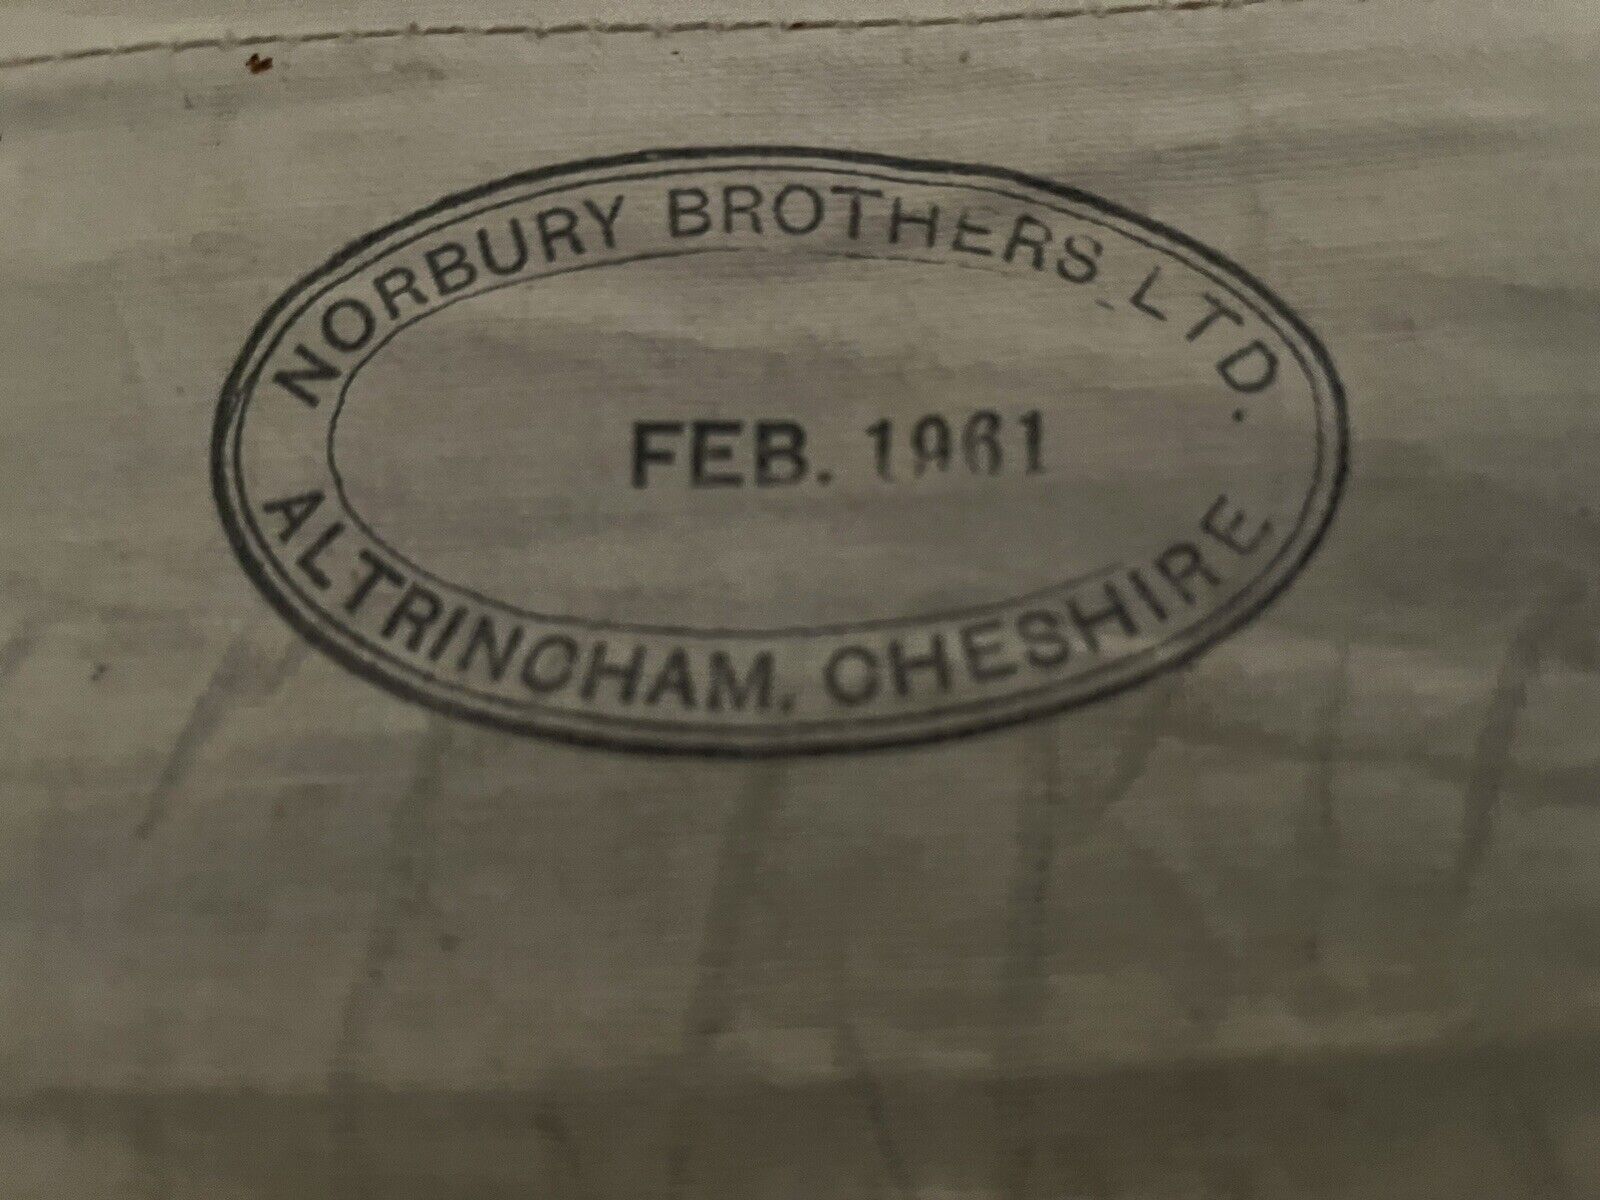 NORBURY BROTHERS LTD.
FEB. 1961
ALTRINCHAM, CHESHIRE